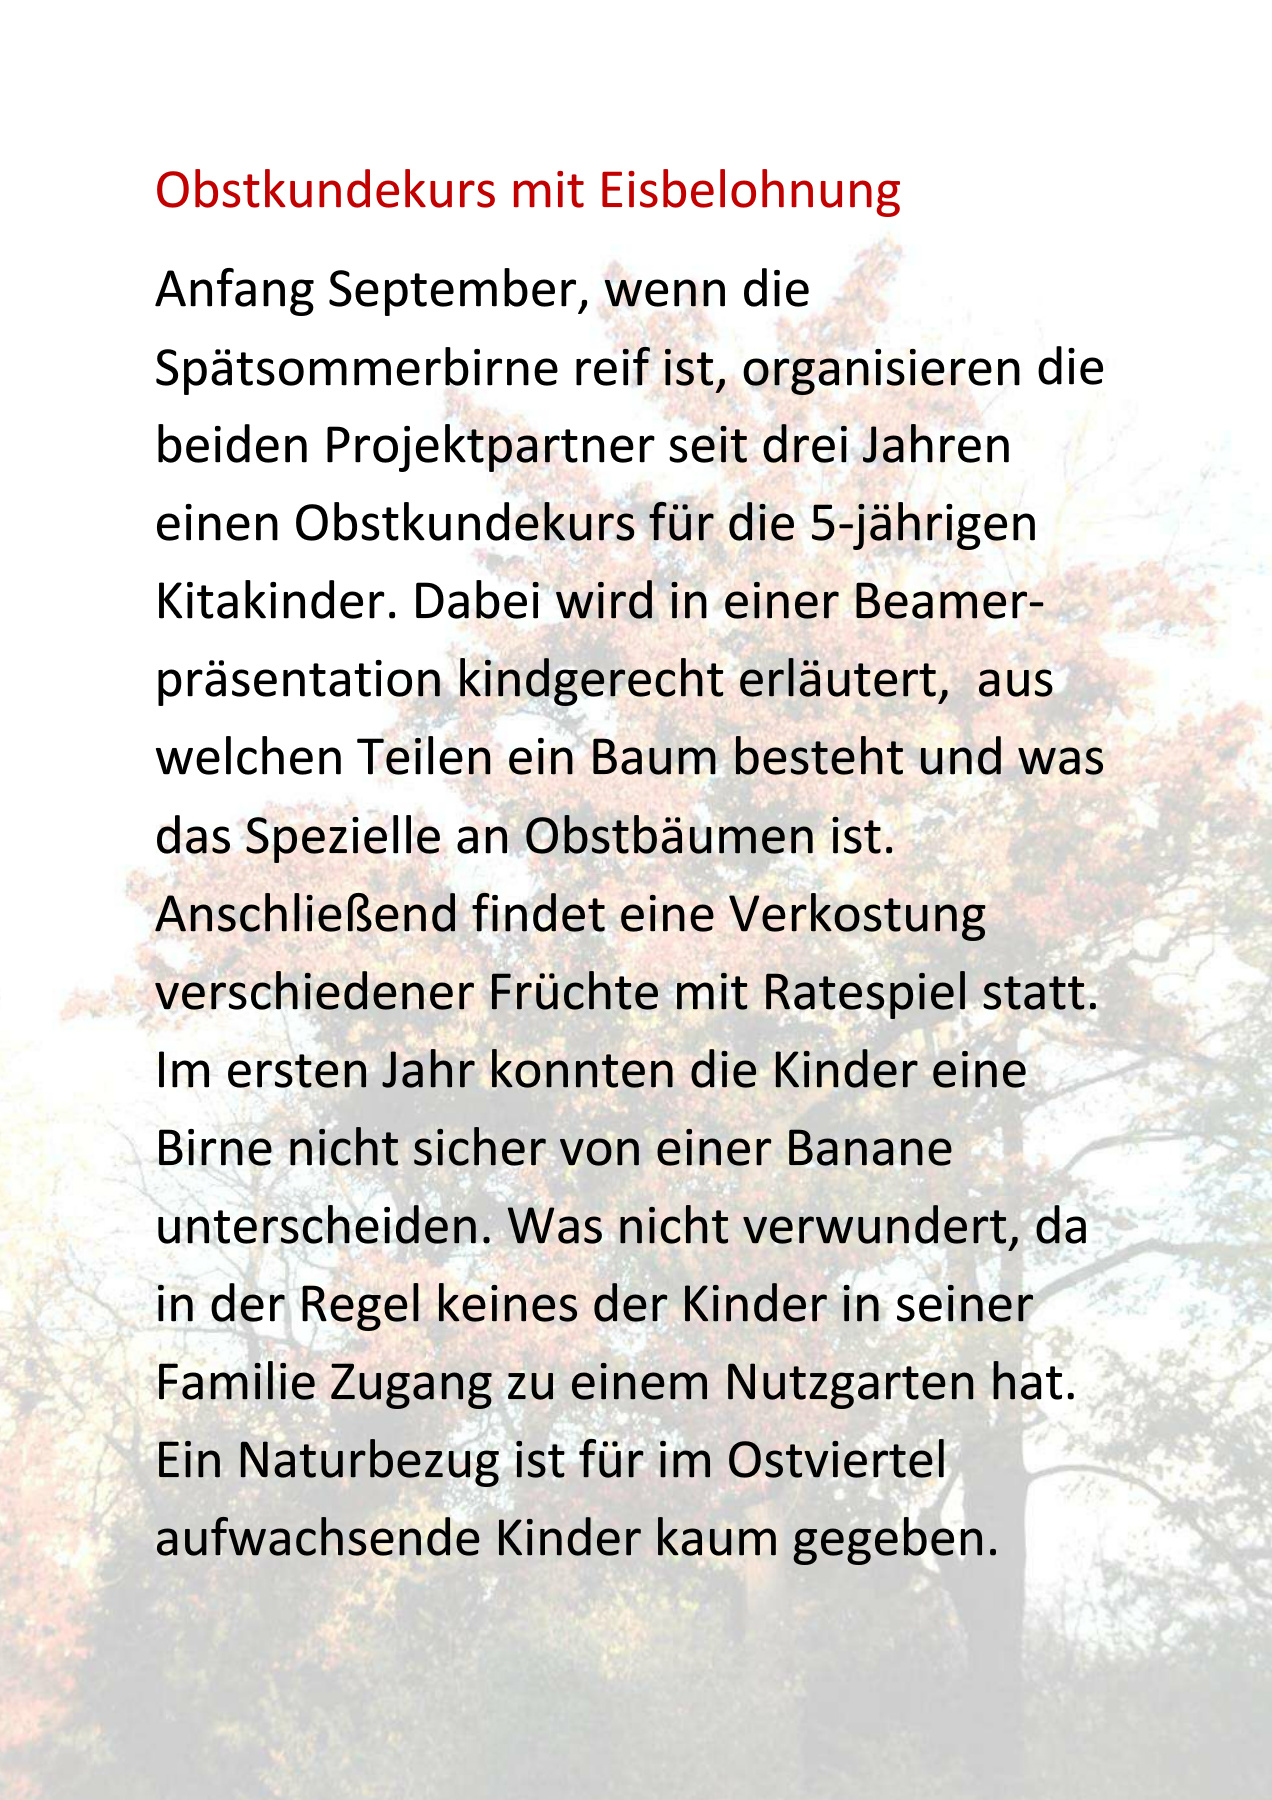 Obstkundekurs mit Eisbelohnung
Anfang September, wenn die
Spätsommerbirne reif ist, organisieren die
beiden Projektpartner seit drei Jahren
einen Obstkundekurs für die 5-jährigen
Kitakinder. Dabei wird in einer Beamer-
präsentation kindgerecht erläutert,  aus
welchen Teilen ein Baum besteht und was
das Spezielle an Obstbäumen ist.
Anschließend findet eine Verkostung
verschiedener Früchte mit Ratespiel statt.
Im ersten Jahr konnten die Kinder eine
Birne nicht sicher von einer Banane
unterscheiden. Was nicht verwundert, da
in der Regel keines der Kinder in seiner
Familie Zugang zu einem Nutzgarten hat.
Ein Naturbezug ist für im Ostviertel
aufwachsende Kinder kaum gegeben.